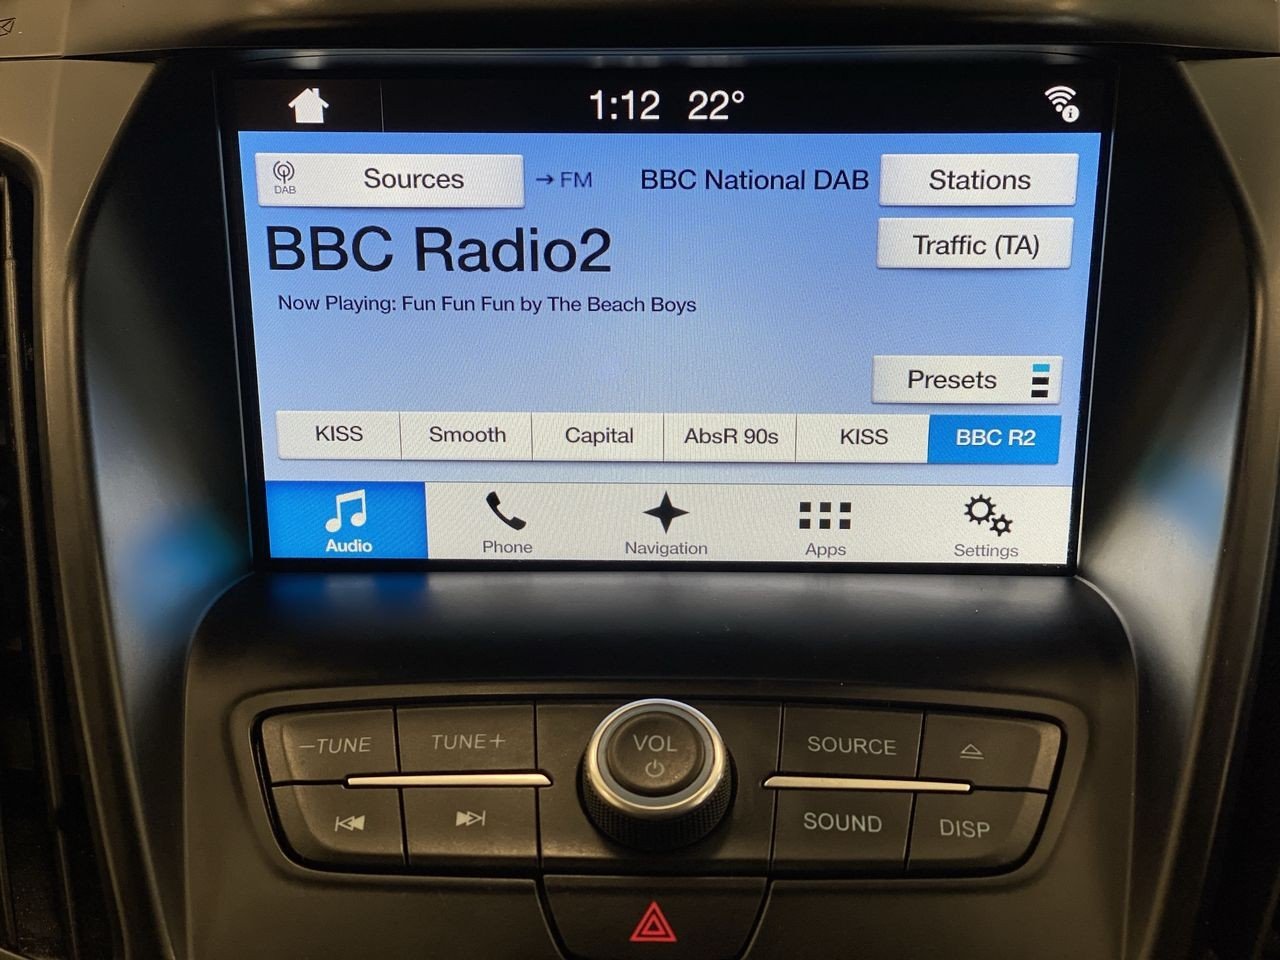 1:12 22°
DAB Sources → FM BBC National DAB Stations
BBC Radio2
Traffic (TA)
Now Playing: Fun Fun Fun by The Beach Boys
Presets
KISS Smooth Capital AbsR 90s KISS BBC R2
Audio Phone Navigation Apps Settings
–TUNE TUNE+ VOL SOURCE
SOUND DISP